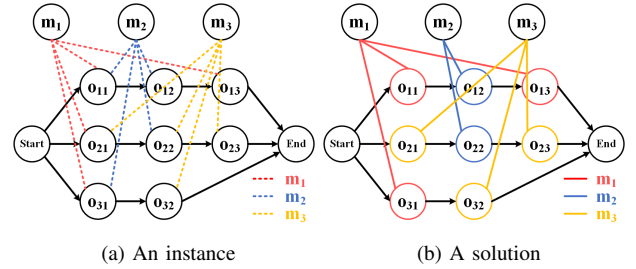 m1 m2 m3 m1 m2 m3
o11 o12 o13 o11 o12 o13
Start o21 o22 o23 End Start o21 o22 o23 End
o31 o32 m1 o31 o32 m1
m2 m2
m3 m3
(a) An instance (b) A solution